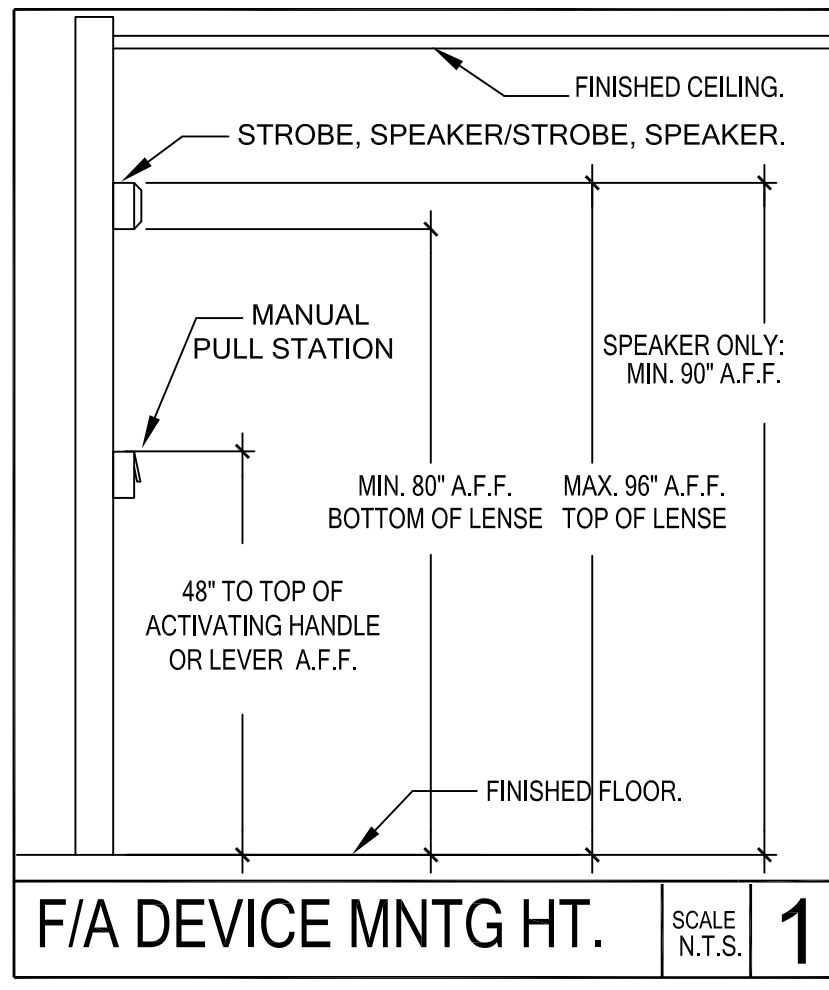 FINISHED CEILING.
STROBE, SPEAKER/STROBE, SPEAKER.
MANUAL
PULL STATION
SPEAKER ONLY:
MIN. 90" A.F.F.
MIN. 80" A.F.F.
BOTTOM OF LENSE
MAX. 96" A.F.F.
TOP OF LENSE
48" TO TOP OF
ACTIVATING HANDLE
OR LEVER A.F.F.
FINISHED FLOOR.
F/A DEVICE MNTG HT.
SCALE
N.T.S.
1